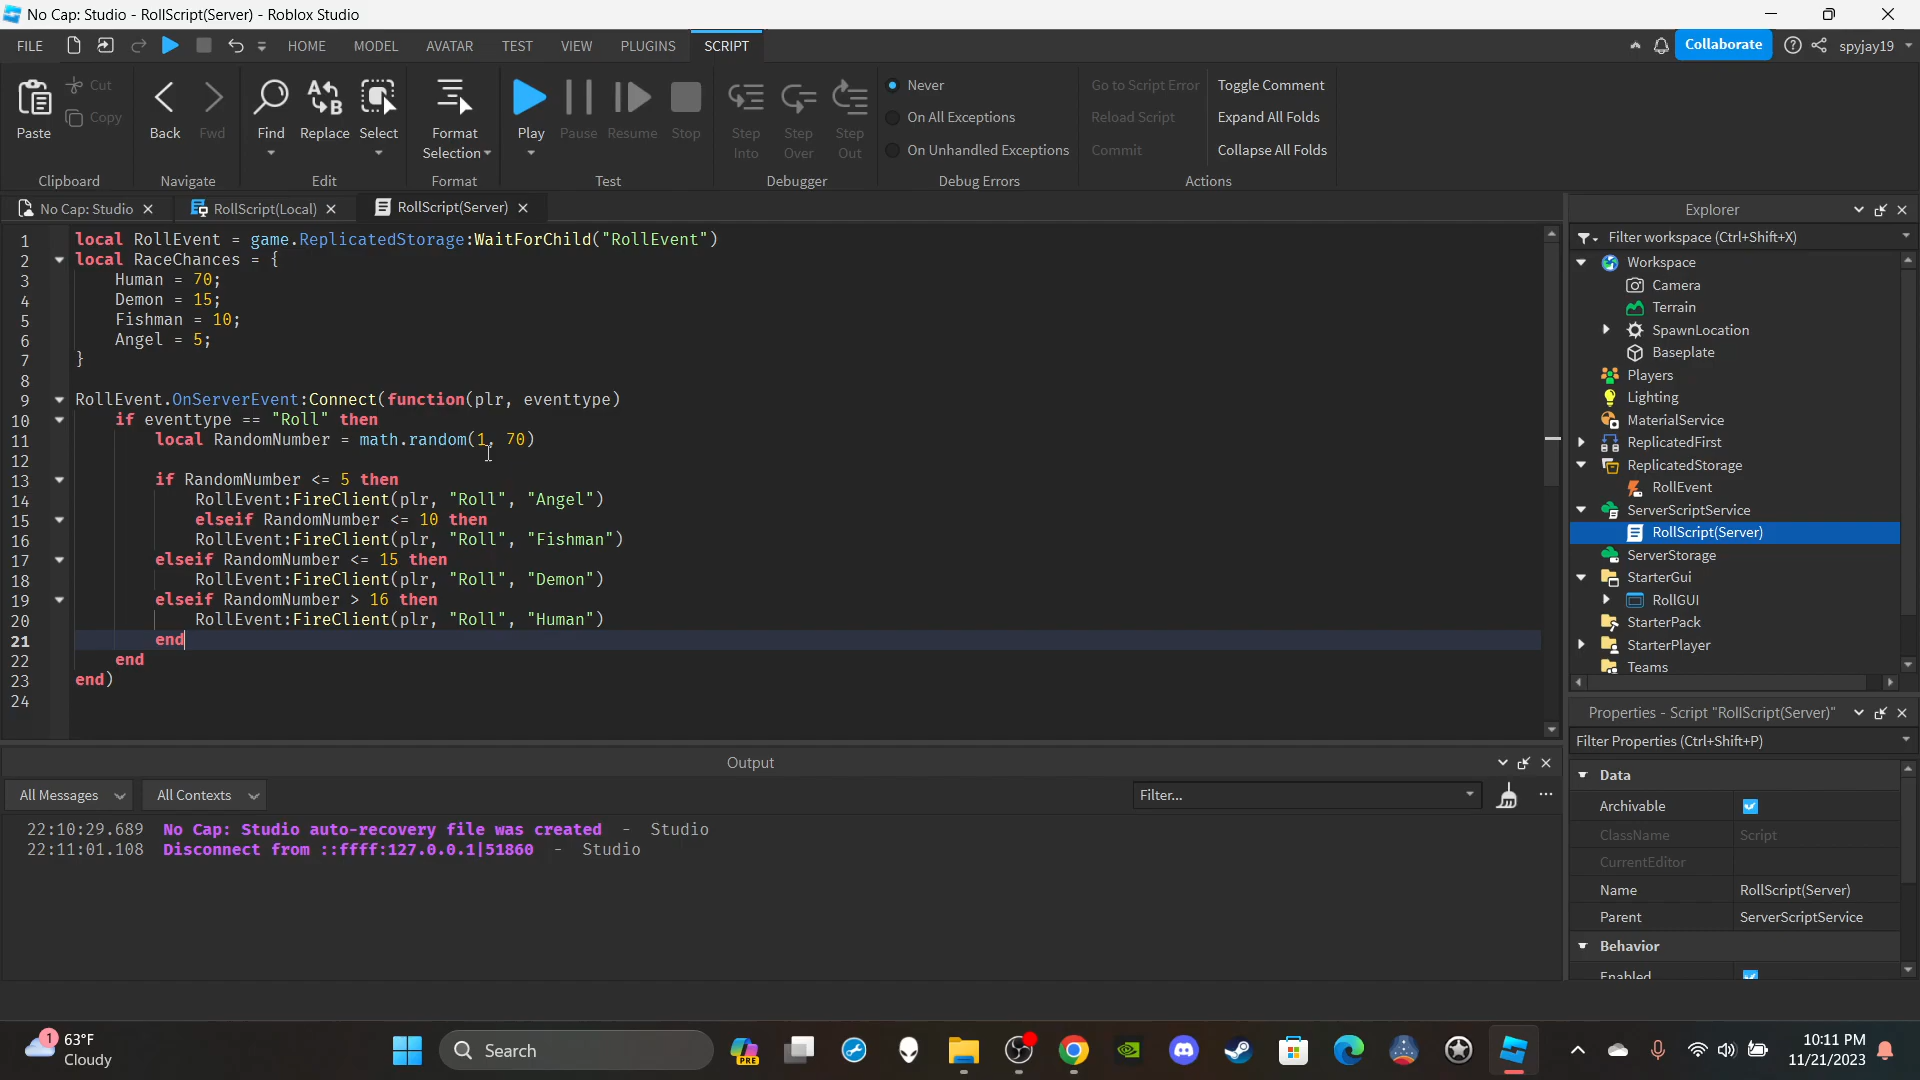 No Cap: Studio - RollScript(Server) - Roblox Studio
FILE HOME MODEL AVATAR TEST VIEW PLUGINS SCRIPT Collaborate spyjay19
Paste Cut Copy Clipboard
Back Fwd Navigate
Find Replace Select Edit
Format Selection Format
Play Pause Resume Stop Test
Step Into Step Over Step Out Debugger
Never
On All Exceptions
On Unhandled Exceptions
Debug Errors
Go to Script Error
Reload Script
Commit
Toggle Comment
Expand All Folds
Collapse All Folds
Actions
No Cap: Studio RollScript(Local) RollScript(Server)
1 local RollEvent = game.ReplicatedStorage:WaitForChild("RollEvent")
2 local RaceChances = {
3 Human = 70;
4 Demon = 15;
5 Fishman = 10;
6 Angel = 5;
7 }
8
9 RollEvent.OnServerEvent:Connect(function(plr, eventtype)
10 if eventtype == "Roll" then
11 local RandomNumber = math.random(1, 70)
12
13 if RandomNumber <= 5 then
14 RollEvent:FireClient(plr, "Roll", "Angel")
15 elseif RandomNumber <= 10 then
16 RollEvent:FireClient(plr, "Roll", "Fishman")
17 elseif RandomNumber <= 15 then
18 RollEvent:FireClient(plr, "Roll", "Demon")
19 elseif RandomNumber > 16 then
20 RollEvent:FireClient(plr, "Roll", "Human")
21 end
22 end
23 end)
24
Explorer
Filter workspace (Ctrl+Shift+X)
Workspace
Camera
Terrain
SpawnLocation
Baseplate
Players
Lighting
MaterialService
ReplicatedFirst
ReplicatedStorage
RollEvent
ServerScriptService
RollScript(Server)
ServerStorage
StarterGui
RollGUI
StarterPack
StarterPlayer
Teams
Properties - Script "RollScript(Server)"
Filter Properties (Ctrl+Shift+P)
Data
Archivable
ClassName Script
CurrentEditor
Name RollScript(Server)
Parent ServerScriptService
Behavior
Enabled
Output
All Messages All Contexts Filter...
22:10:29.689 No Cap: Studio auto-recovery file was created - Studio
22:11:01.108 Disconnect from ::ffff:127.0.0.1|51860 - Studio
1 63°F
Cloudy
Search
PRE
10:11 PM
11/21/2023